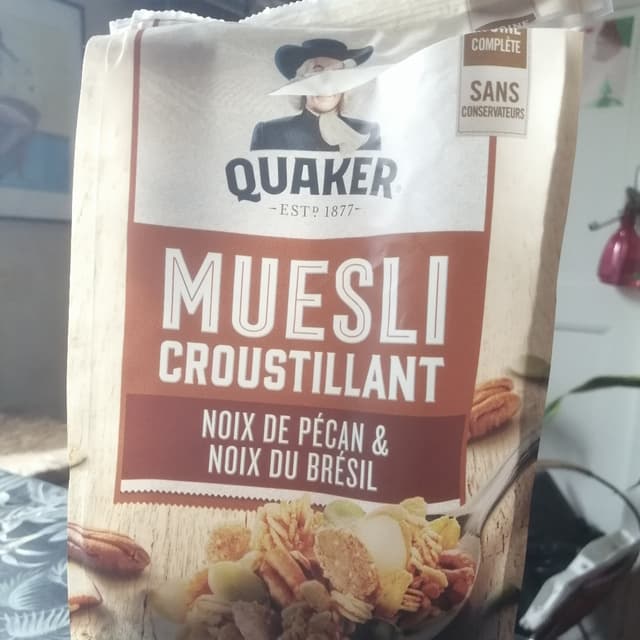 COMPLÈTE
SANS
CONSERVATEURS
QUAKER
ESTD 1877
MUESLI
CROUSTILLANT
NOIX DE PÉCAN &
NOIX DU BRÉSIL